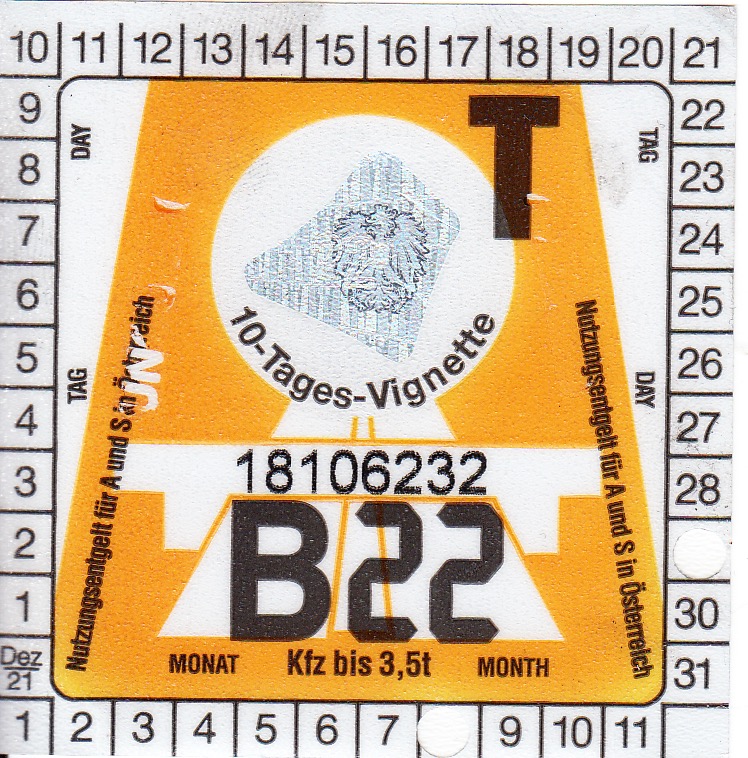 10 11 12 13 14 15 16 17 18 19 20 21
9
8
7
6
5
4
3
2
1
Dez
21
1 2 3 4 5 6 7 9 10 11
22
23
24
25
26
27
28
30
31
DAY
TAG
T
TAG
DAY
10-Tages-Vignette
Nutzungsentgelt für A und S in Österreich
Nutzungsentgelt für A und S in Österreich
18106232
B22
MONAT Kfz bis 3,5t MONTH